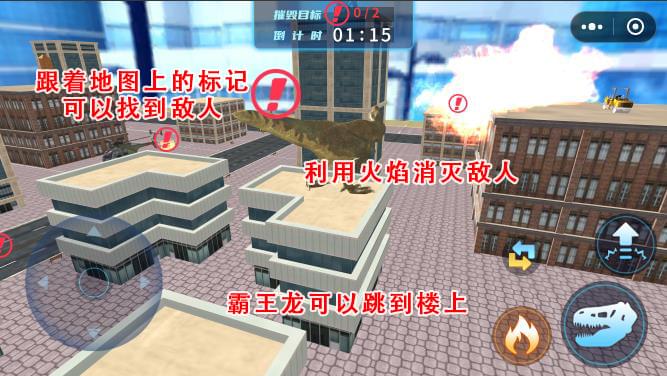 摧毁目标 0/2
倒计时 01:15
跟着地图上的标记
可以找到敌人
利用火焰消灭敌人
霸王龙可以跳到楼上